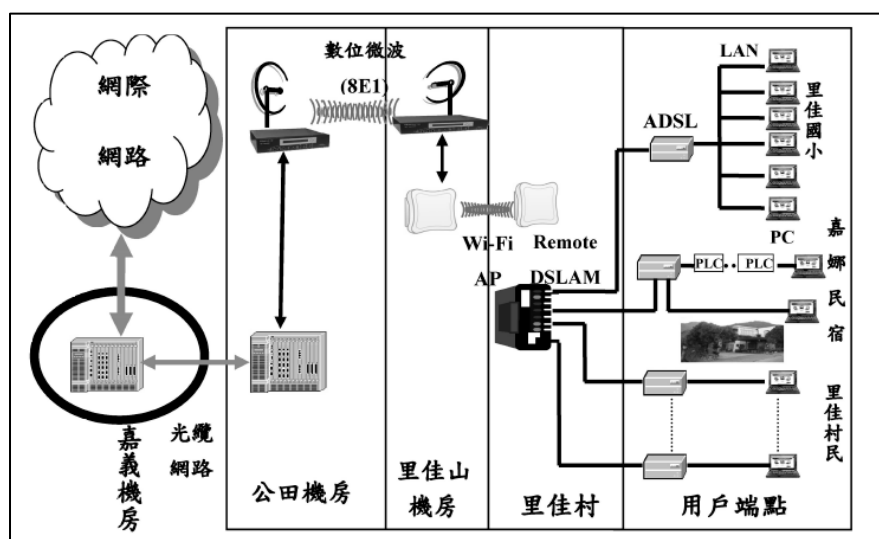 網際
網路
數位微波
(8E1)
LAN
里佳國小
ADSL
PC
Wi-Fi
AP
Remote
DSLAM
PLC
PLC
嘉娜民宿
里佳村民
嘉義機房
光纜
網路
公田機房
里佳山
機房
里佳村
用戶端點